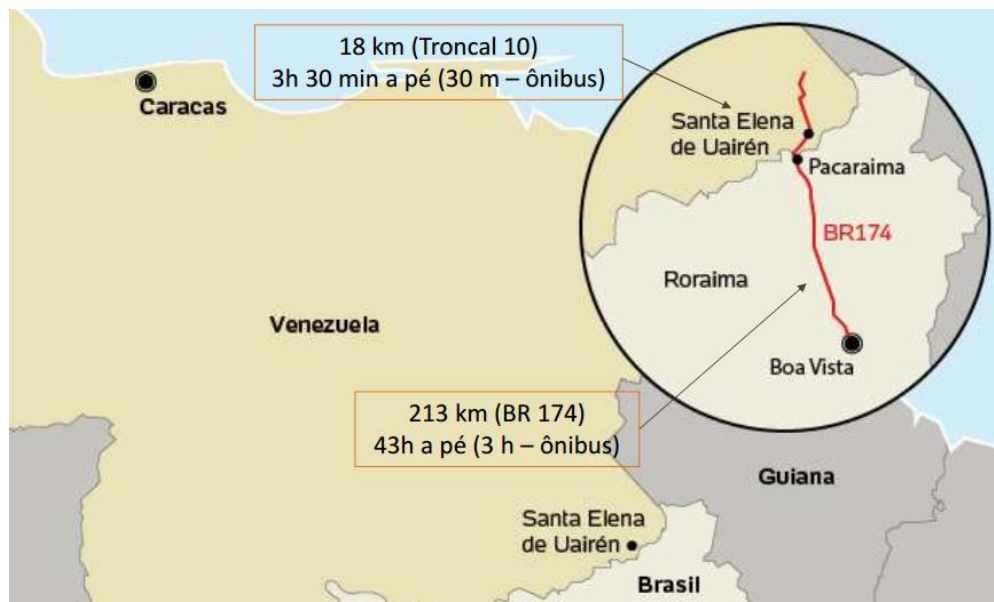 18 km (Troncal 10)
3h 30 min a pé (30 m – ônibus)
Caracas
Santa Elena
de Uairén
Pacaraima
BR174
Roraima
Venezuela
Boa Vista
213 km (BR 174)
43h a pé (3 h – ônibus)
Guiana
Santa Elena
de Uairén
Brasil